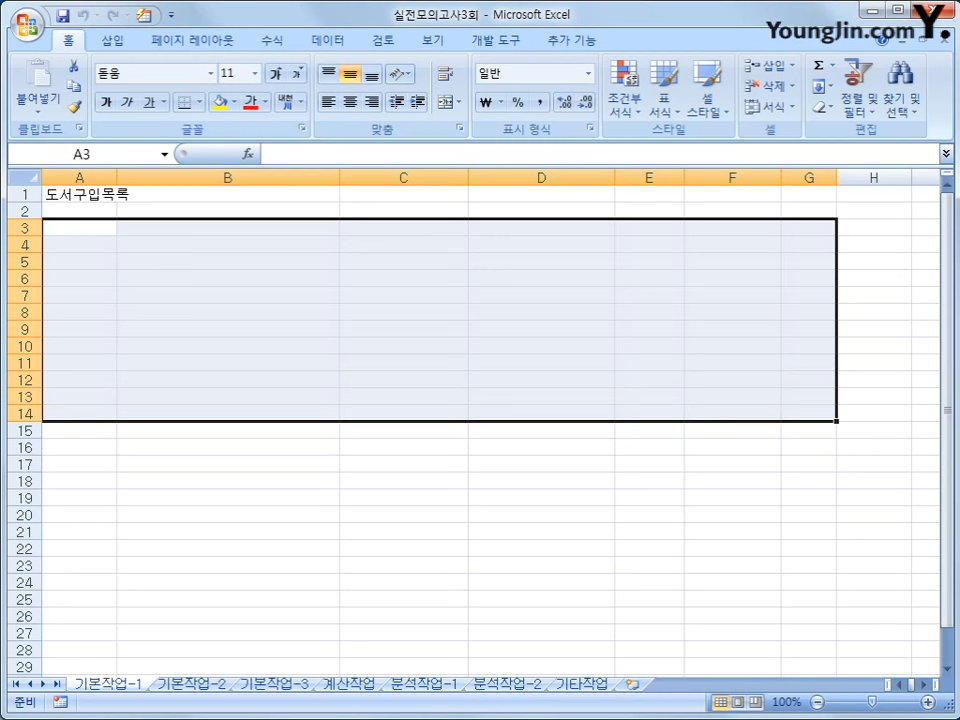 실전모의고사3회 - Microsoft Excel
YoungJin.com Y.
홈 삽입 페이지 레이아웃 수식 데이터 검토 보기 개발 도구 추가 기능
붙여넣기
돋움 11
가 가 가 가 내천
일반
₩ % ,
조건부 서식 표 서식 셀 스타일
삽입
삭제
서식
Σ
정렬 및 필터 찾기 및 선택
클립보드 글꼴 맞춤 표시 형식 스타일 셀 편집
A3 fx
A B C D E F G H
1 도서구입목록
2
3
4
5
6
7
8
9
10
11
12
13
14
15
16
17
18
19
20
21
22
23
24
25
26
27
28
29
기본작업-1 기본작업-2 기본작업-3 계산작업 분석작업-1 분석작업-2 기타작업
준비 100%